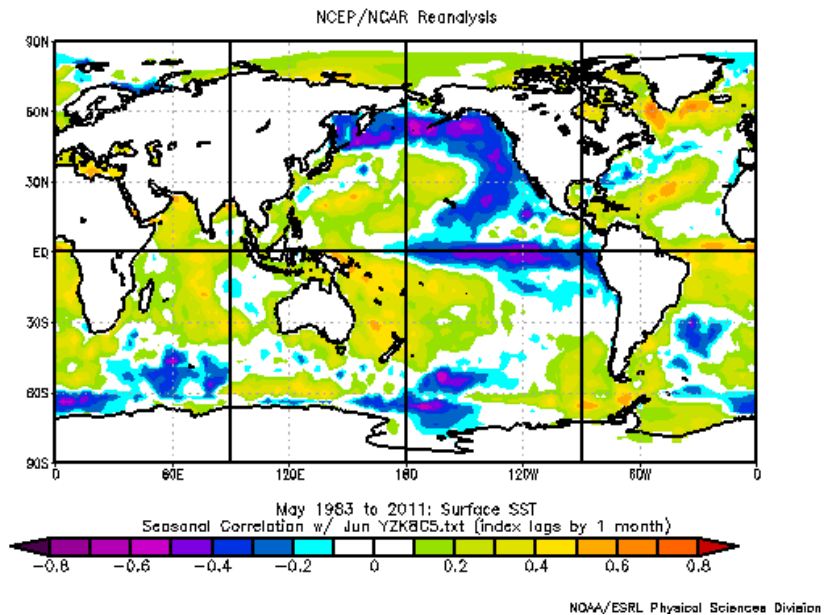 NCEP/NCAR Reanalysis
90N
60N
30N
EQ
30S
60S
90S
0 60E 120E 180 120W 60W 0
May 1983 to 2011: Surface SST
Seasonal Correlation w/ Jun YZK8C5.txt (index lags by 1 month)
-0.8 -0.6 -0.4 -0.2 0 0.2 0.4 0.6 0.8
NOAA/ESRL Physical Sciences Division